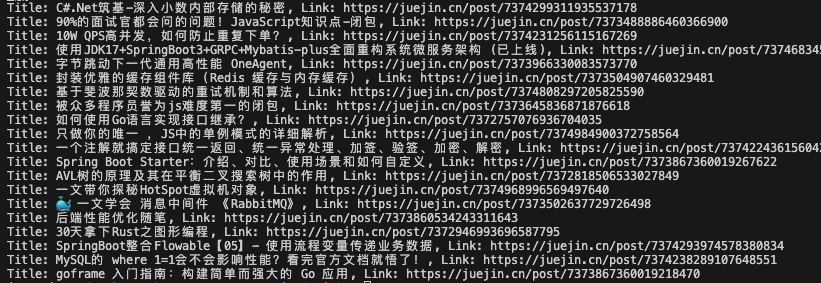 Title: C#.Net筑基-深入小数内部存储的秘密, Link: https://juejin.cn/post/7374299311935537178
Title: 90%的面试官都会问的问题! JavaScript知识点-闭包, Link: https://juejin.cn/post/7373488886460366900
Title: 10W QPS高并发，如何防止重复下单？, Link: https://juejin.cn/post/7374231256115167269
Title: 使用JDK17+SpringBoot3+GRPC+Mybatis-plus全面重构系统微服务架构 (已上线), Link: https://juejin.cn/post/737468345
Title: 字节跳动下一代通用高性能 OneAgent, Link: https://juejin.cn/post/7373966330083573770
Title: 封装优雅的缓存组件库 (Redis 缓存与内存缓存) , Link: https://juejin.cn/post/7373504907460329481
Title: 基于斐波那契数驱动的重试机制和算法, Link: https://juejin.cn/post/7374808297205825590
Title: 被众多程序员誉为js难度第一的闭包, Link: https://juejin.cn/post/7373645836871876618
Title: 如何使用Go语言实现接口继承？, Link: https://juejin.cn/post/7372757076936704035
Title: 只做你的唯一 ，JS中的单例模式的详细解析, Link: https://juejin.cn/post/7374984900372758564
Title: 一个注解就搞定接口统一返回、统一异常处理、加签、验签、加密、解密, Link: https://juejin.cn/post/73742243615604
Title: Spring Boot Starter：介绍、对比、使用场景和如何自定义, Link: https://juejin.cn/post/7373867360019267622
Title: AVL树的原理及其在平衡二叉搜索树中的作用, Link: https://juejin.cn/post/7372818506533027849
Title: 一文带你探秘HotSpot虚拟机对象, Link: https://juejin.cn/post/7374968996569497640
Title: 🐳 一文学会 消息中间件 《RabbitMQ》, Link: https://juejin.cn/post/7373502637729726498
Title: 后端性能优化随笔, Link: https://juejin.cn/post/7373860534243311643
Title: 30天拿下Rust之图形编程, Link: https://juejin.cn/post/7372946993696587795
Title: SpringBoot整合Flowable【05】- 使用流程变量传递业务数据, Link: https://juejin.cn/post/7374293974578380834
Title: MySQL的 where 1=1会不会影响性能？看完官方文档就悟了！, Link: https://juejin.cn/post/7374238289107648551
Title: goframe 入门指南：构建简单而强大的 Go 应用, Link: https://juejin.cn/post/7373867360019218470